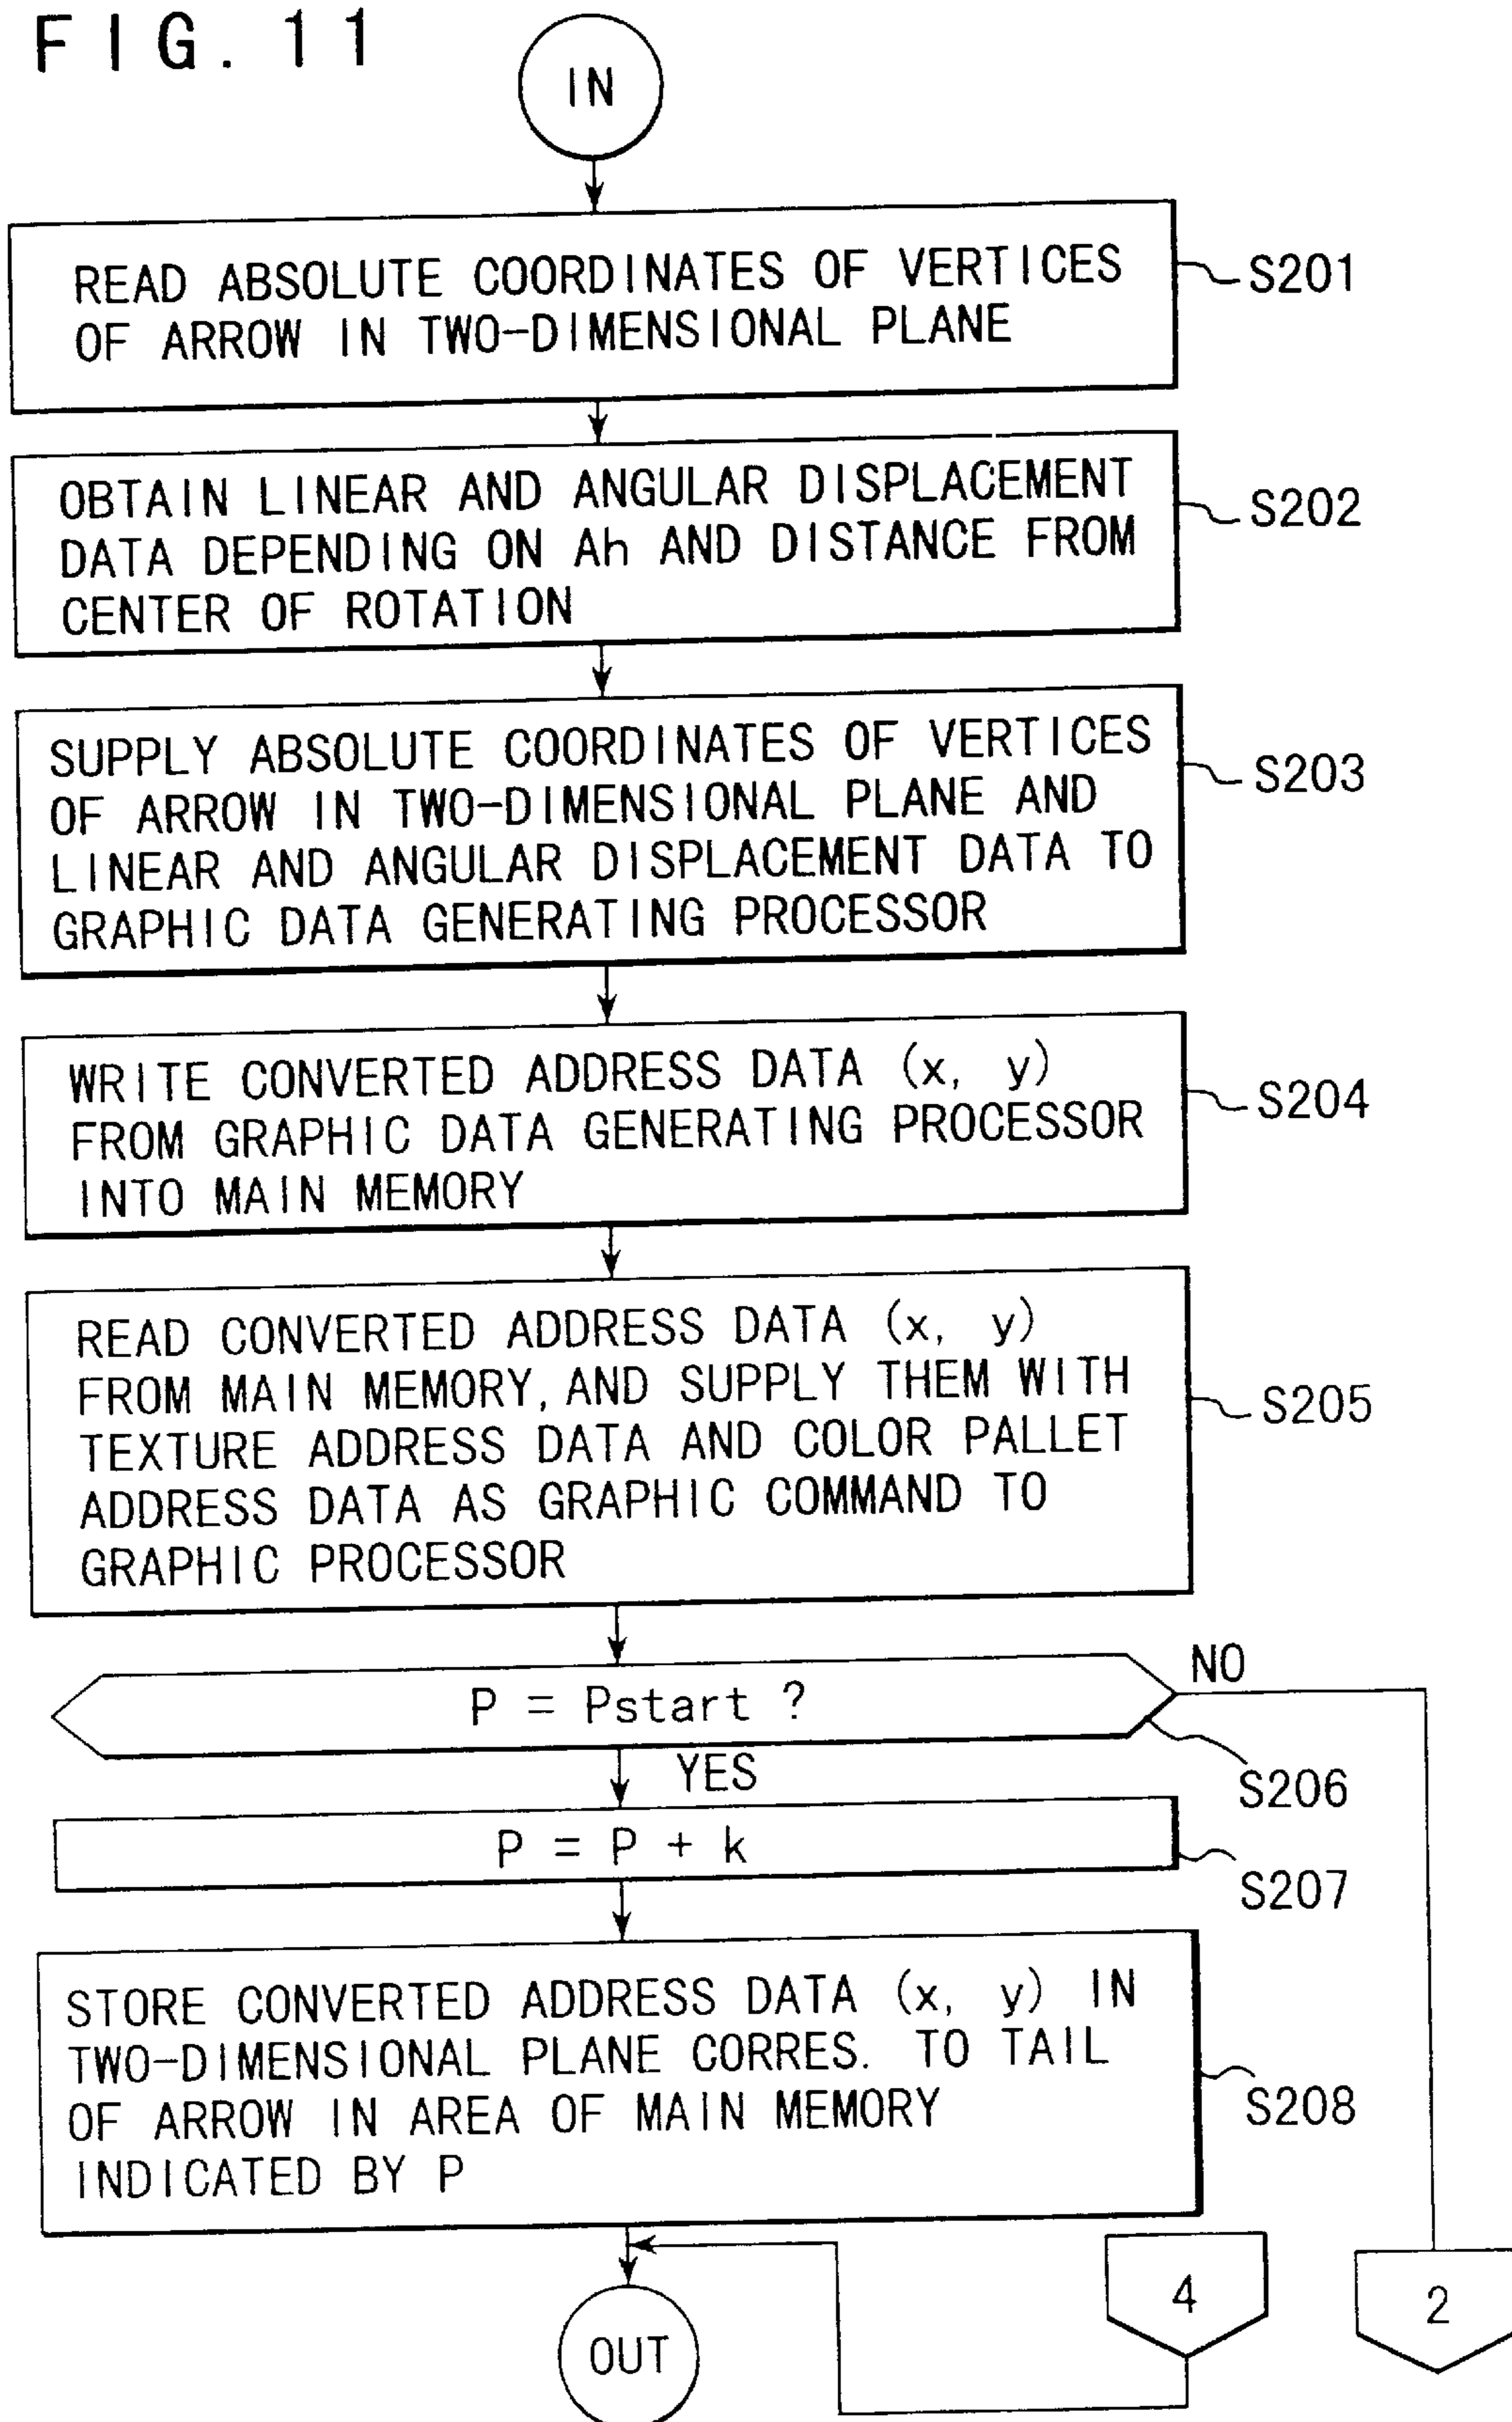 FIG. 11
IN
READ ABSOLUTE COORDINATES OF VERTICES
OF ARROW IN TWO-DIMENSIONAL PLANE
S201
OBTAIN LINEAR AND ANGULAR DISPLACEMENT
DATA DEPENDING ON Ah AND DISTANCE FROM
CENTER OF ROTATION
S202
SUPPLY ABSOLUTE COORDINATES OF VERTICES
OF ARROW IN TWO-DIMENSIONAL PLANE AND
LINEAR AND ANGULAR DISPLACEMENT DATA TO
GRAPHIC DATA GENERATING PROCESSOR
S203
WRITE CONVERTED ADDRESS DATA (x, y)
FROM GRAPHIC DATA GENERATING PROCESSOR
INTO MAIN MEMORY
S204
READ CONVERTED ADDRESS DATA (x, y)
FROM MAIN MEMORY, AND SUPPLY THEM WITH
TEXTURE ADDRESS DATA AND COLOR PALLET
ADDRESS DATA AS GRAPHIC COMMAND TO
GRAPHIC PROCESSOR
S205
P = Pstart ?
NO
S206
YES
P = P + k
S207
STORE CONVERTED ADDRESS DATA (x, y) IN
TWO-DIMENSIONAL PLANE CORRES. TO TAIL
OF ARROW IN AREA OF MAIN MEMORY
INDICATED BY P
S208
4
2
OUT